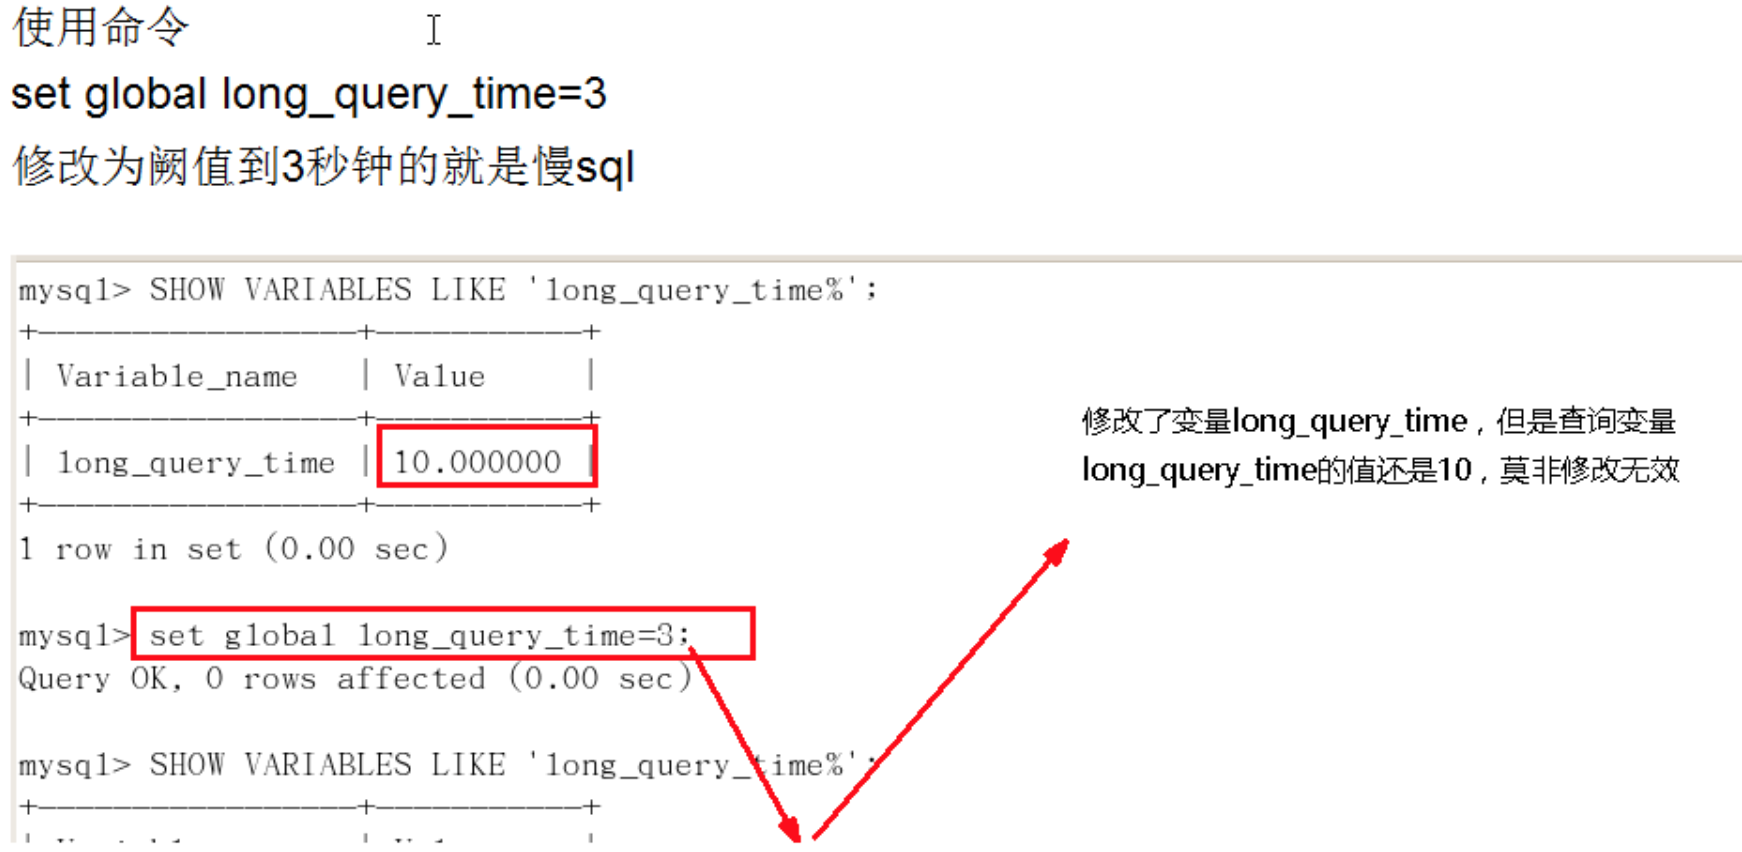 使用命令
set global long_query_time=3
修改为阙值到3秒钟的就是慢sql
mysql> SHOW VARIABLES LIKE 'long_query_time%';
| Variable_name | Value |
| long_query_time | 10.000000 |
1 row in set (0.00 sec)
修改了变量long_query_time，但是查询变量
long_query_time的值还是10，莫非修改无效
mysql> set global long_query_time=3;
Query OK, 0 rows affected (0.00 sec)
mysql> SHOW VARIABLES LIKE 'long_query_time%';